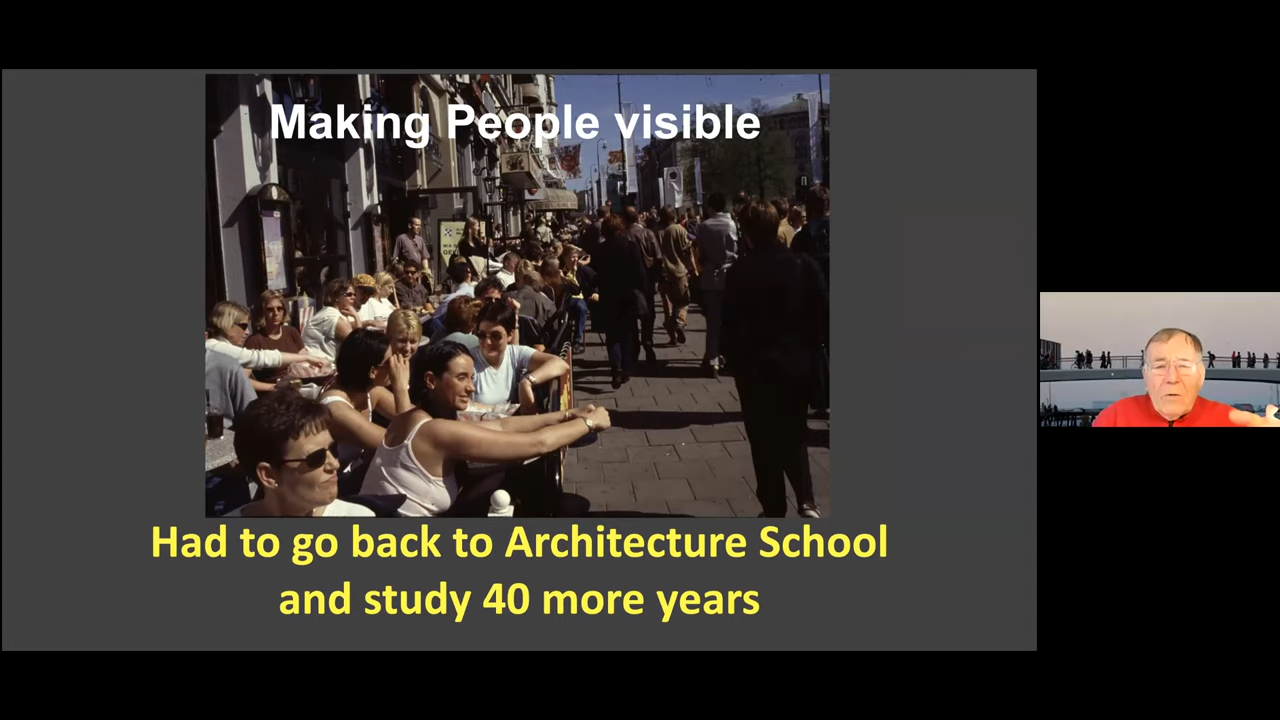 Making People visible
Had to go back to Architecture School
and study 40 more years